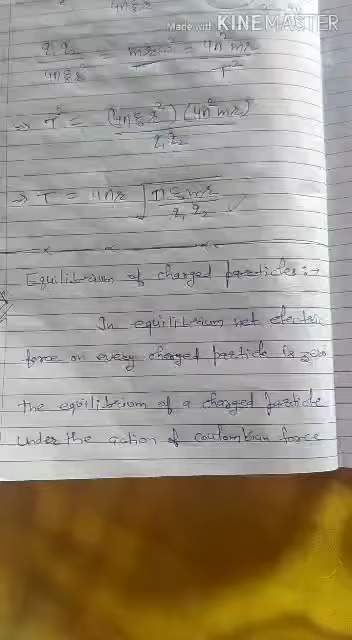 Made with KINEMASTER
q₁q₂ / 4πε₀r² = mrω² = 4π²mr / T²
⇒ T² = (4πε₀r²)(4π²mr) / q₁q₂
⇒ T = 4πr √(πε₀mr / q₁q₂)
Equilibrium of charged particles :→
In equilibrium net electric
force on every charged particle is zero
the equilibrium of a charged particle
under the action of coulombian force